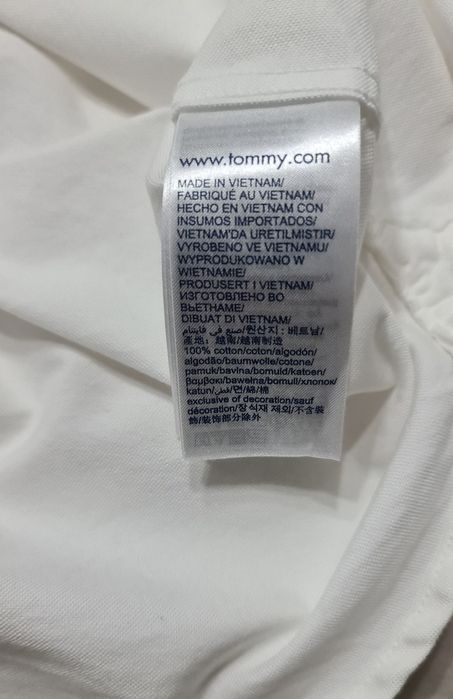 www.tommy.com
MADE IN VIETNAM/
FABRIQUÉ AU VIETNAM/
HECHO EN VIETNAM CON
INSUMOS IMPORTADOS/
VIETNAM'DA URETILMISTIR/
VYROBENO VE VIETNAMU/
WYPRODUKOWANO W
WIETNAMIE/
PRODUSERT I VIETNAM/
ИЗГОТОВЛЕНО ВО
ВЬЕТНАМЕ/
DIBUAT DI VIETNAM/
صنع في فايتنام/원산지 : 베트남/
產地：越南/越南制造
100% cotton/coton/algodón/
algodão/baumwolle/cotone/
pamuk/bavlna/bomuld/katoen/
βαμβακι/bawełna/bomull/хлопок/
katun/قطن/면/綿/棉
exclusive of decoration/sauf
décoration/장식재 제외/不含裝
飾/装饰部分除外